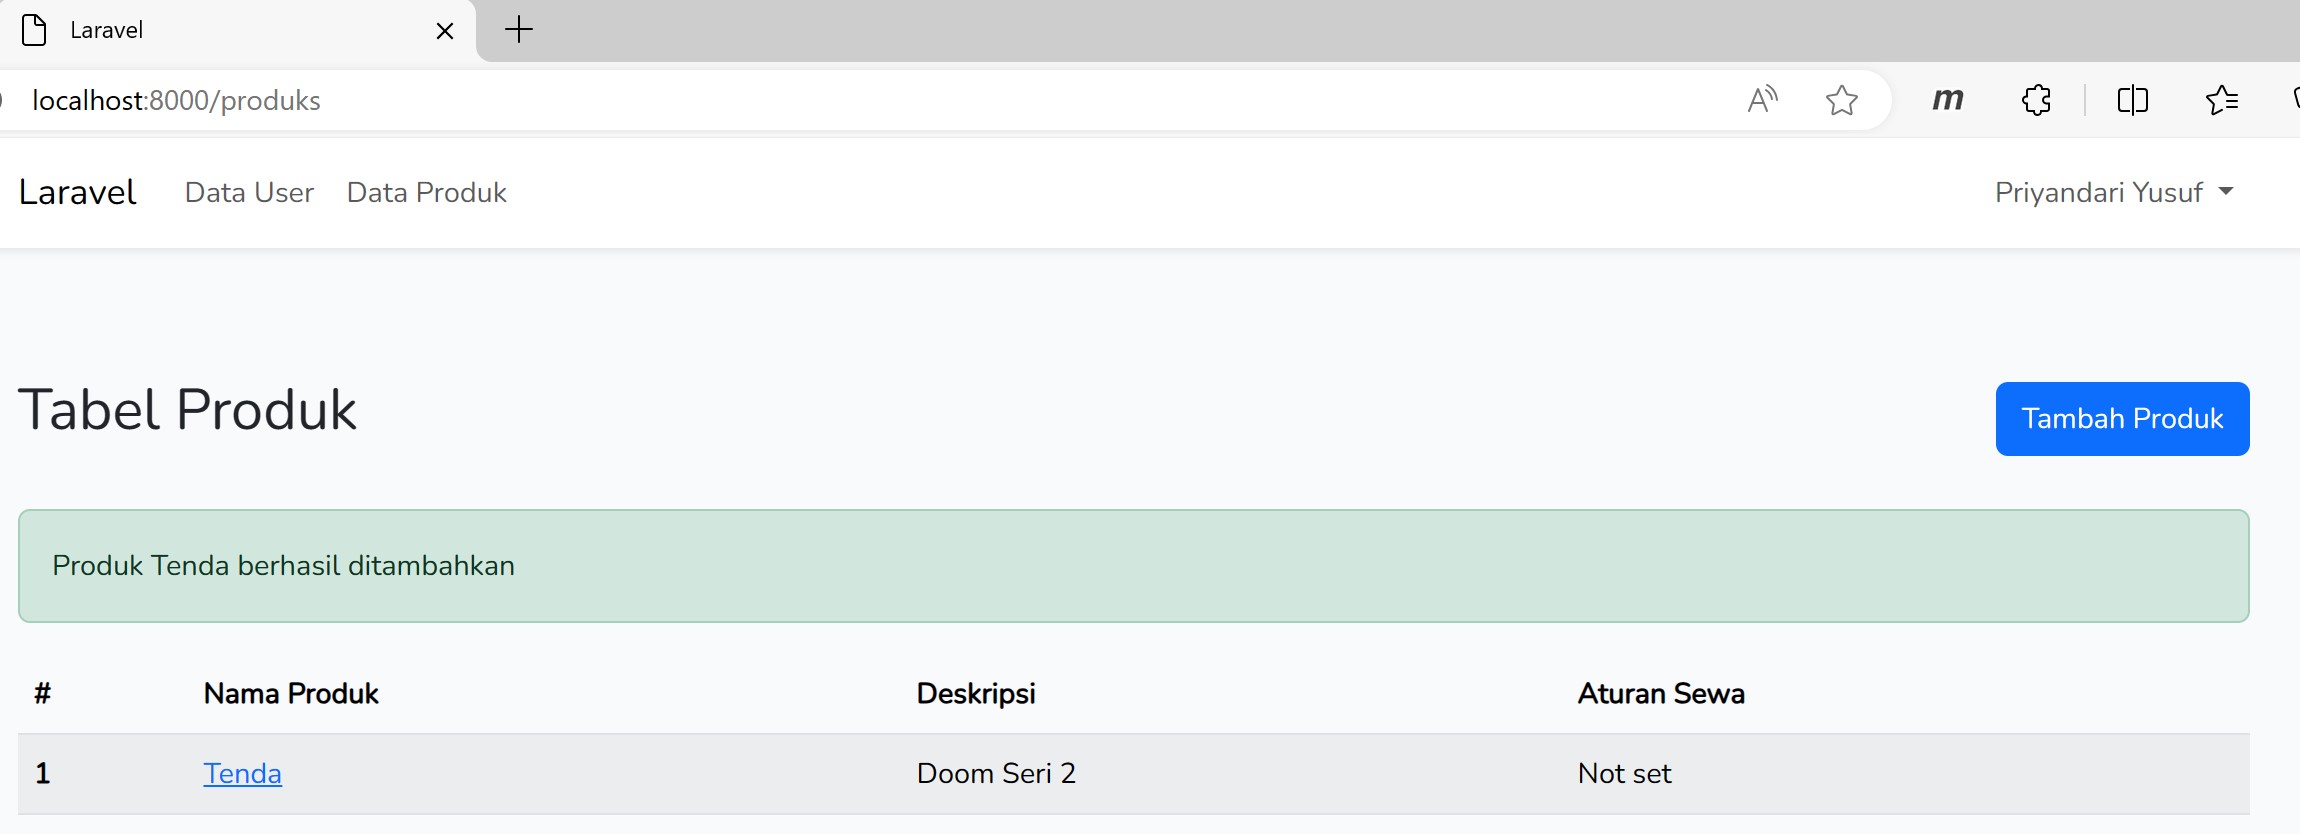 Laravel
localhost:8000/produks
Laravel Data User Data Produk Priyandari Yusuf
Tabel Produk Tambah Produk
Produk Tenda berhasil ditambahkan
# Nama Produk Deskripsi Aturan Sewa
1 Tenda Doom Seri 2 Not set